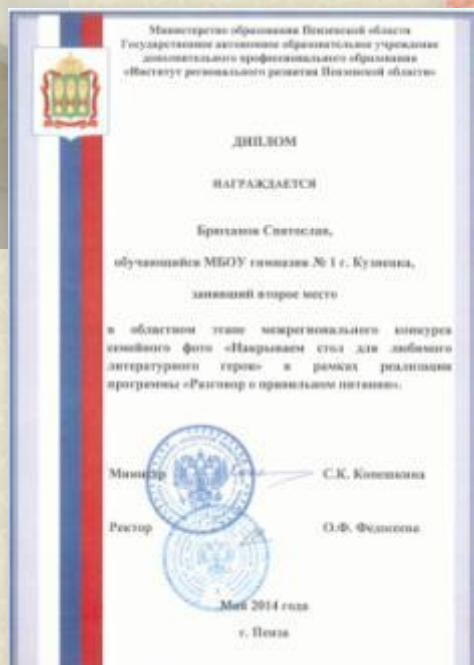 Министерство образования Пензенской области
Государственное автономное образовательное учреждение
дополнительного профессионального образования
«Институт регионального развития Пензенской области»
ДИПЛОМ
НАГРАЖДАЕТСЯ
Брюханов Святослав,
обучающийся МБОУ гимназия № 1 г. Кузнецка,
занявший второе место
в областном этапе межрегионального конкурса
семейного фото «Накрываем стол для любимого
литературного героя» в рамках реализации
программы «Разговор о правильном питании».
Министр С.К. Копешкина
Ректор О.Ф. Федосеева
Май 2014 года
г. Пенза